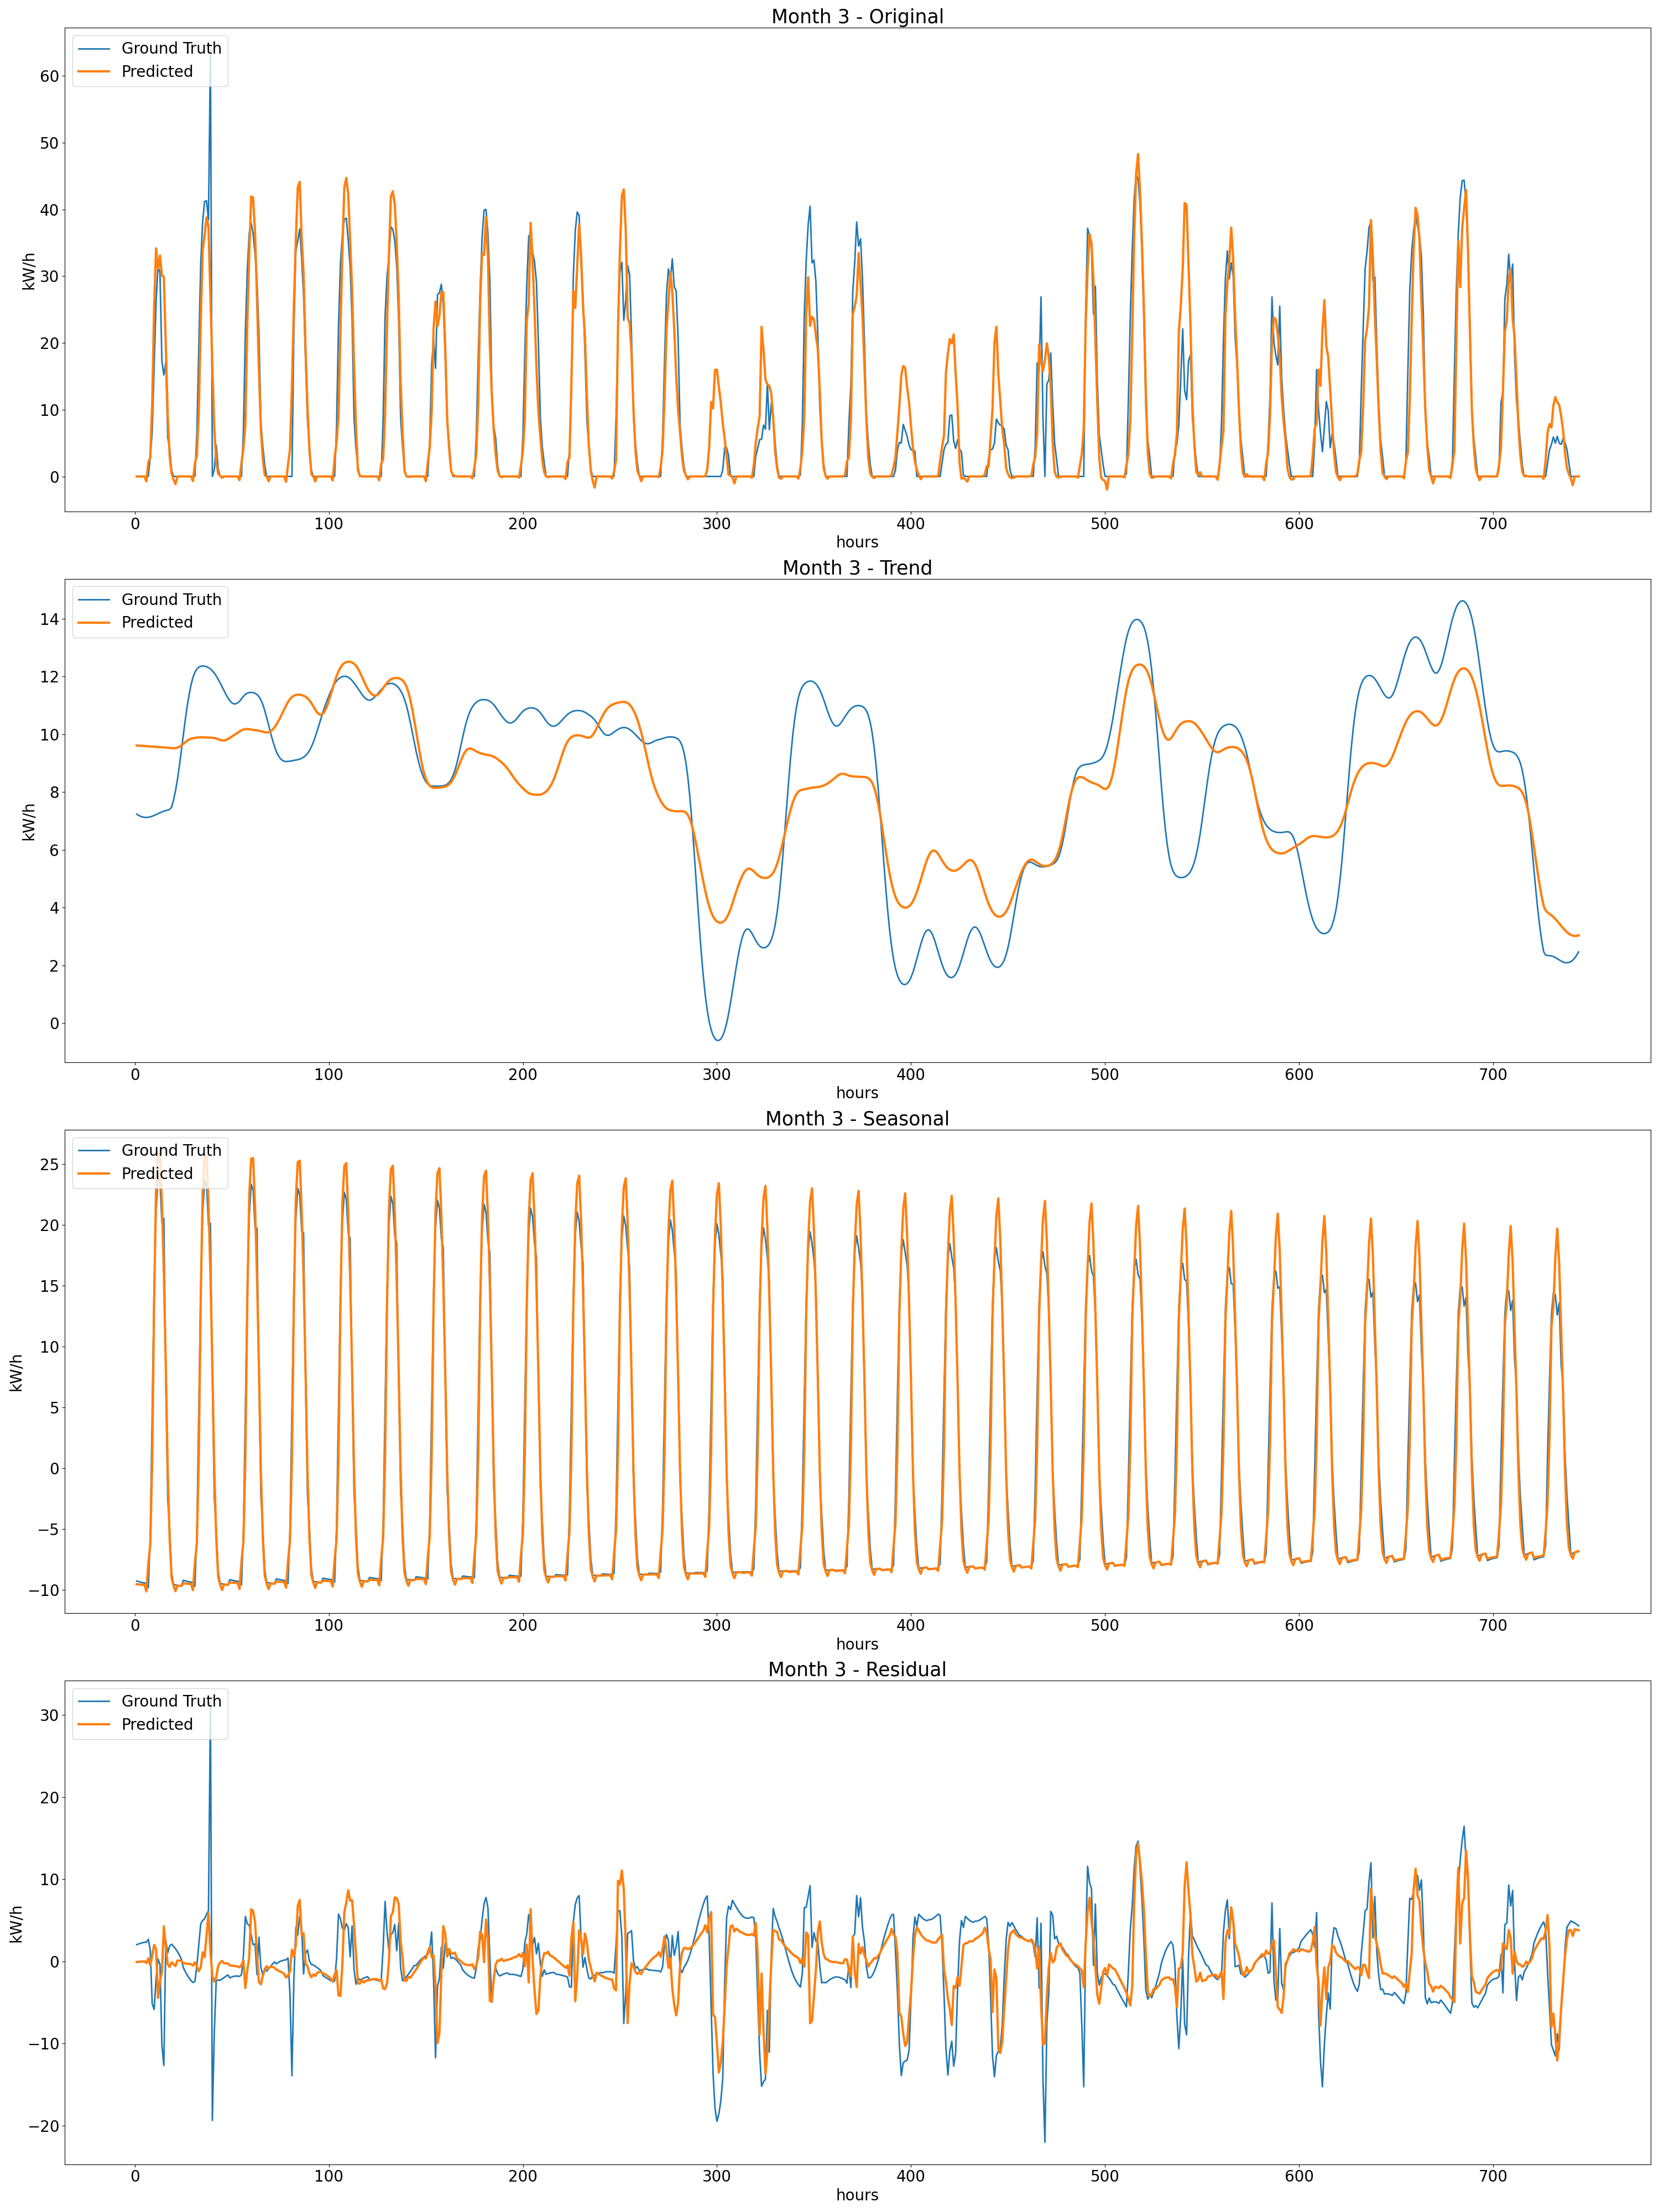 Month 3 - Original
Ground Truth
Predicted
kW/h
60
50
40
30
20
10
0
0 100 200 300 400 500 600 700
hours
Month 3 - Trend
Ground Truth
Predicted
kW/h
14
12
10
8
6
4
2
0
0 100 200 300 400 500 600 700
hours
Month 3 - Seasonal
Ground Truth
Predicted
kW/h
25
20
15
10
5
0
−5
−10
0 100 200 300 400 500 600 700
hours
Month 3 - Residual
Ground Truth
Predicted
kW/h
30
20
10
0
−10
−20
0 100 200 300 400 500 600 700
hours